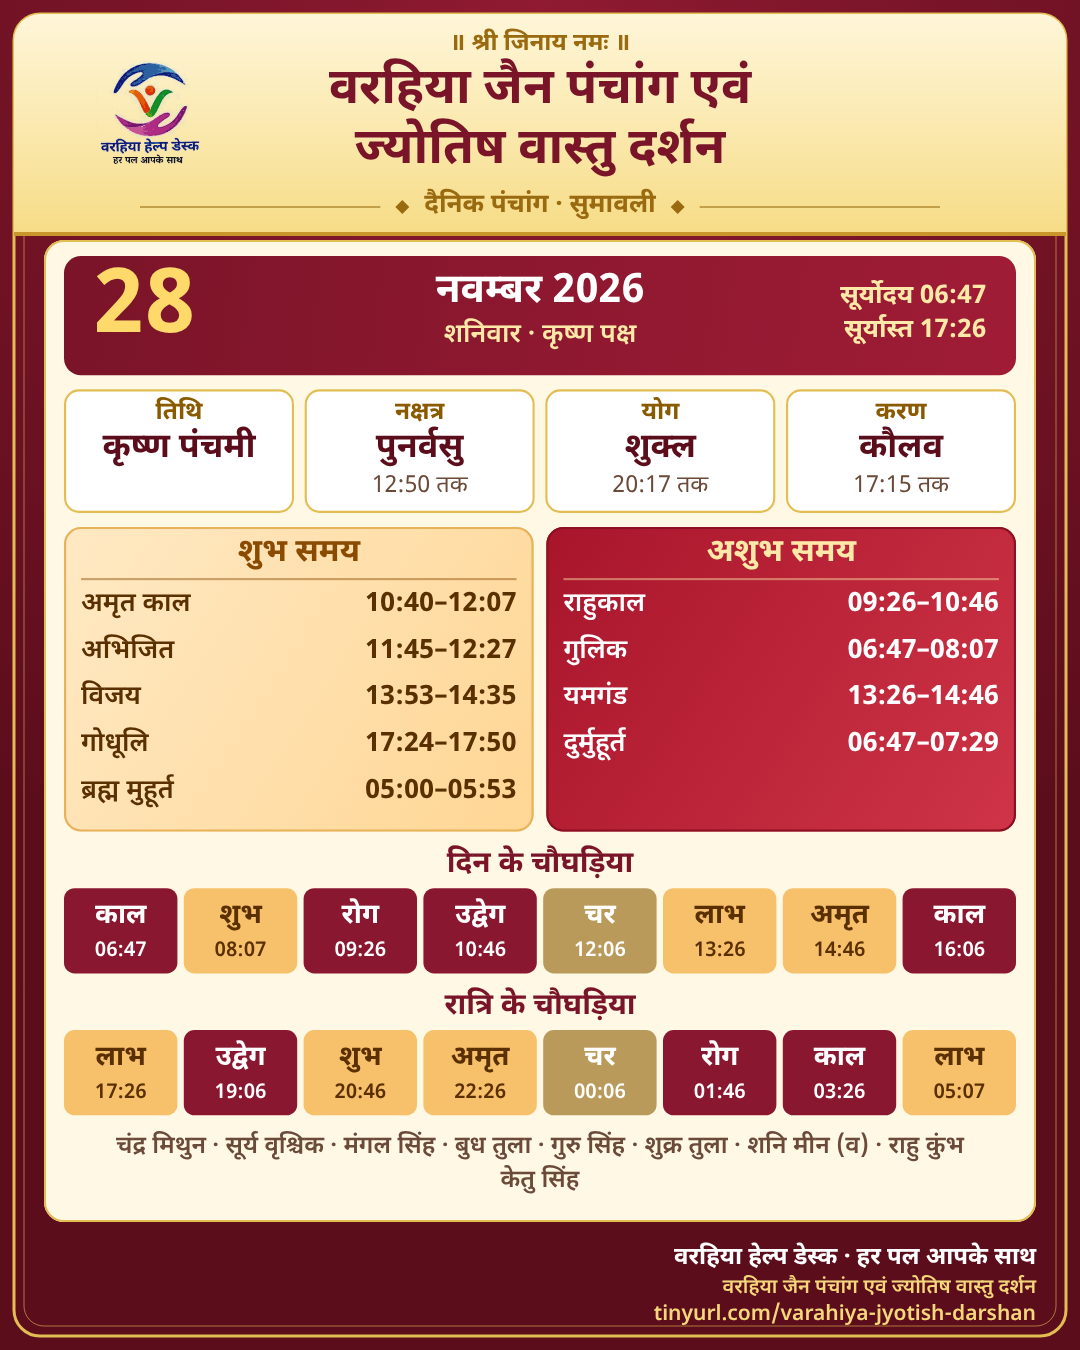 ॥ श्री जिनाय नमः ॥
वरहिया जैन पंचांग एवं
ज्योतिष वास्तु दर्शन
वरहिया हेल्प डेस्क
हर पल आपके साथ
दैनिक पंचांग · सुमावली
28
नवम्बर 2026
शनिवार · कृष्ण पक्ष
सूर्योदय 06:47
सूर्यास्त 17:26
तिथि
कृष्ण पंचमी
नक्षत्र
पुनर्वसु
12:50 तक
योग
शुक्ल
20:17 तक
करण
कौलव
17:15 तक
शुभ समय
अमृत काल 10:40–12:07
अभिजित 11:45–12:27
विजय 13:53–14:35
गोधूलि 17:24–17:50
ब्रह्म मुहूर्त 05:00–05:53
अशुभ समय
राहुकाल 09:26–10:46
गुलिक 06:47–08:07
यमगंड 13:26–14:46
दुर्मुहूर्त 06:47–07:29
दिन के चौघड़िया
काल शुभ रोग उद्वेग चर लाभ अमृत काल
06:47 08:07 09:26 10:46 12:06 13:26 14:46 16:06
रात्रि के चौघड़िया
लाभ उद्वेग शुभ अमृत चर रोग काल लाभ
17:26 19:06 20:46 22:26 00:06 01:46 03:26 05:07
चंद्र मिथुन · सूर्य वृश्चिक · मंगल सिंह · बुध तुला · गुरु सिंह · शुक्र तुला · शनि मीन (व) · राहु कुंभ
केतु सिंह
वरहिया हेल्प डेस्क · हर पल आपके साथ
वरहिया जैन पंचांग एवं ज्योतिष वास्तु दर्शन
tinyurl.com/varahiya-jyotish-darshan